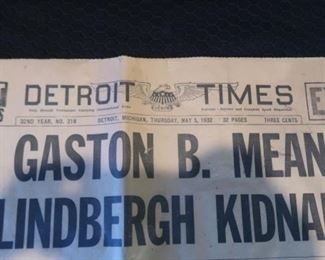 DETROIT TIMES
32ND YEAR, NO. 218 DETROIT, MICHIGAN, THURSDAY, MAY 5, 1932 32 PAGES THREE CENTS
GASTON B. MEAN
LINDBERGH KIDNA